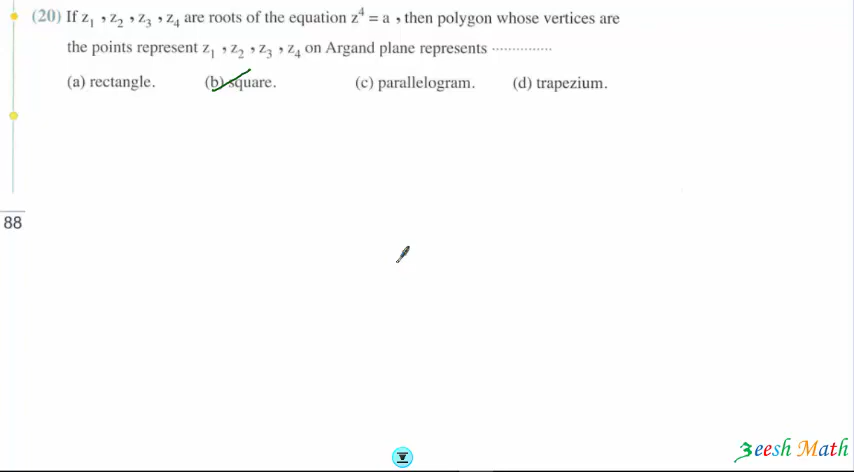 (20) If z₁ , z₂ , z₃ , z₄ are roots of the equation z⁴ = a , then polygon whose vertices are
the points represent z₁ , z₂ , z₃ , z₄ on Argand plane represents ···············
(a) rectangle. (b) square. (c) parallelogram. (d) trapezium.
88
3eesh Math